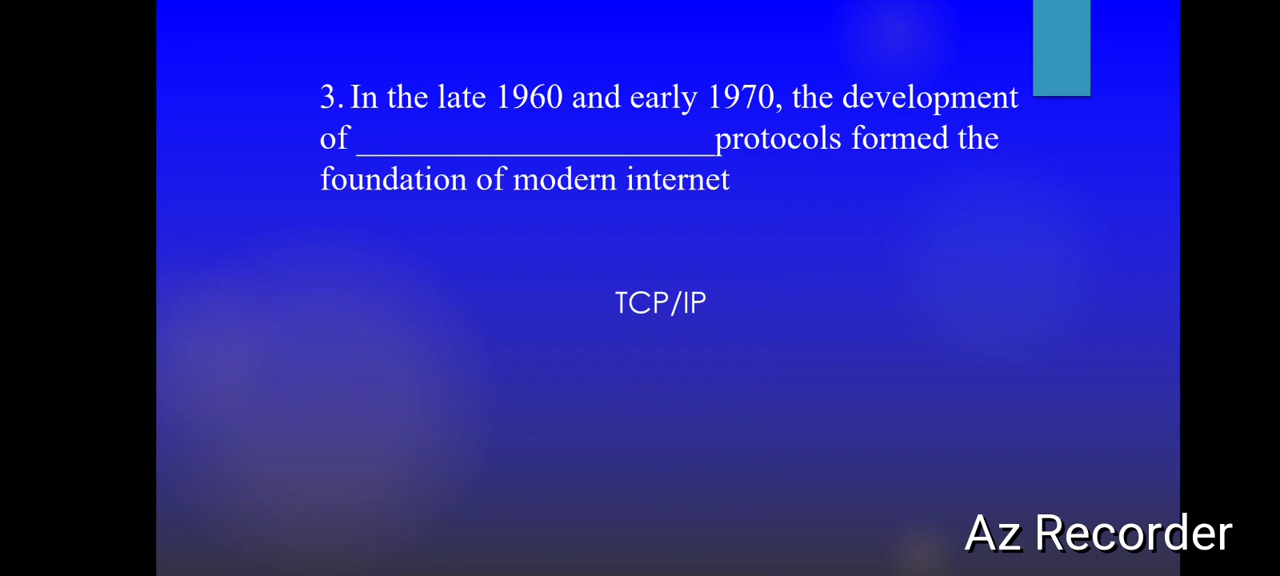 3. In the late 1960 and early 1970, the development
of ____________________protocols formed the
foundation of modern internet
TCP/IP
Az Recorder